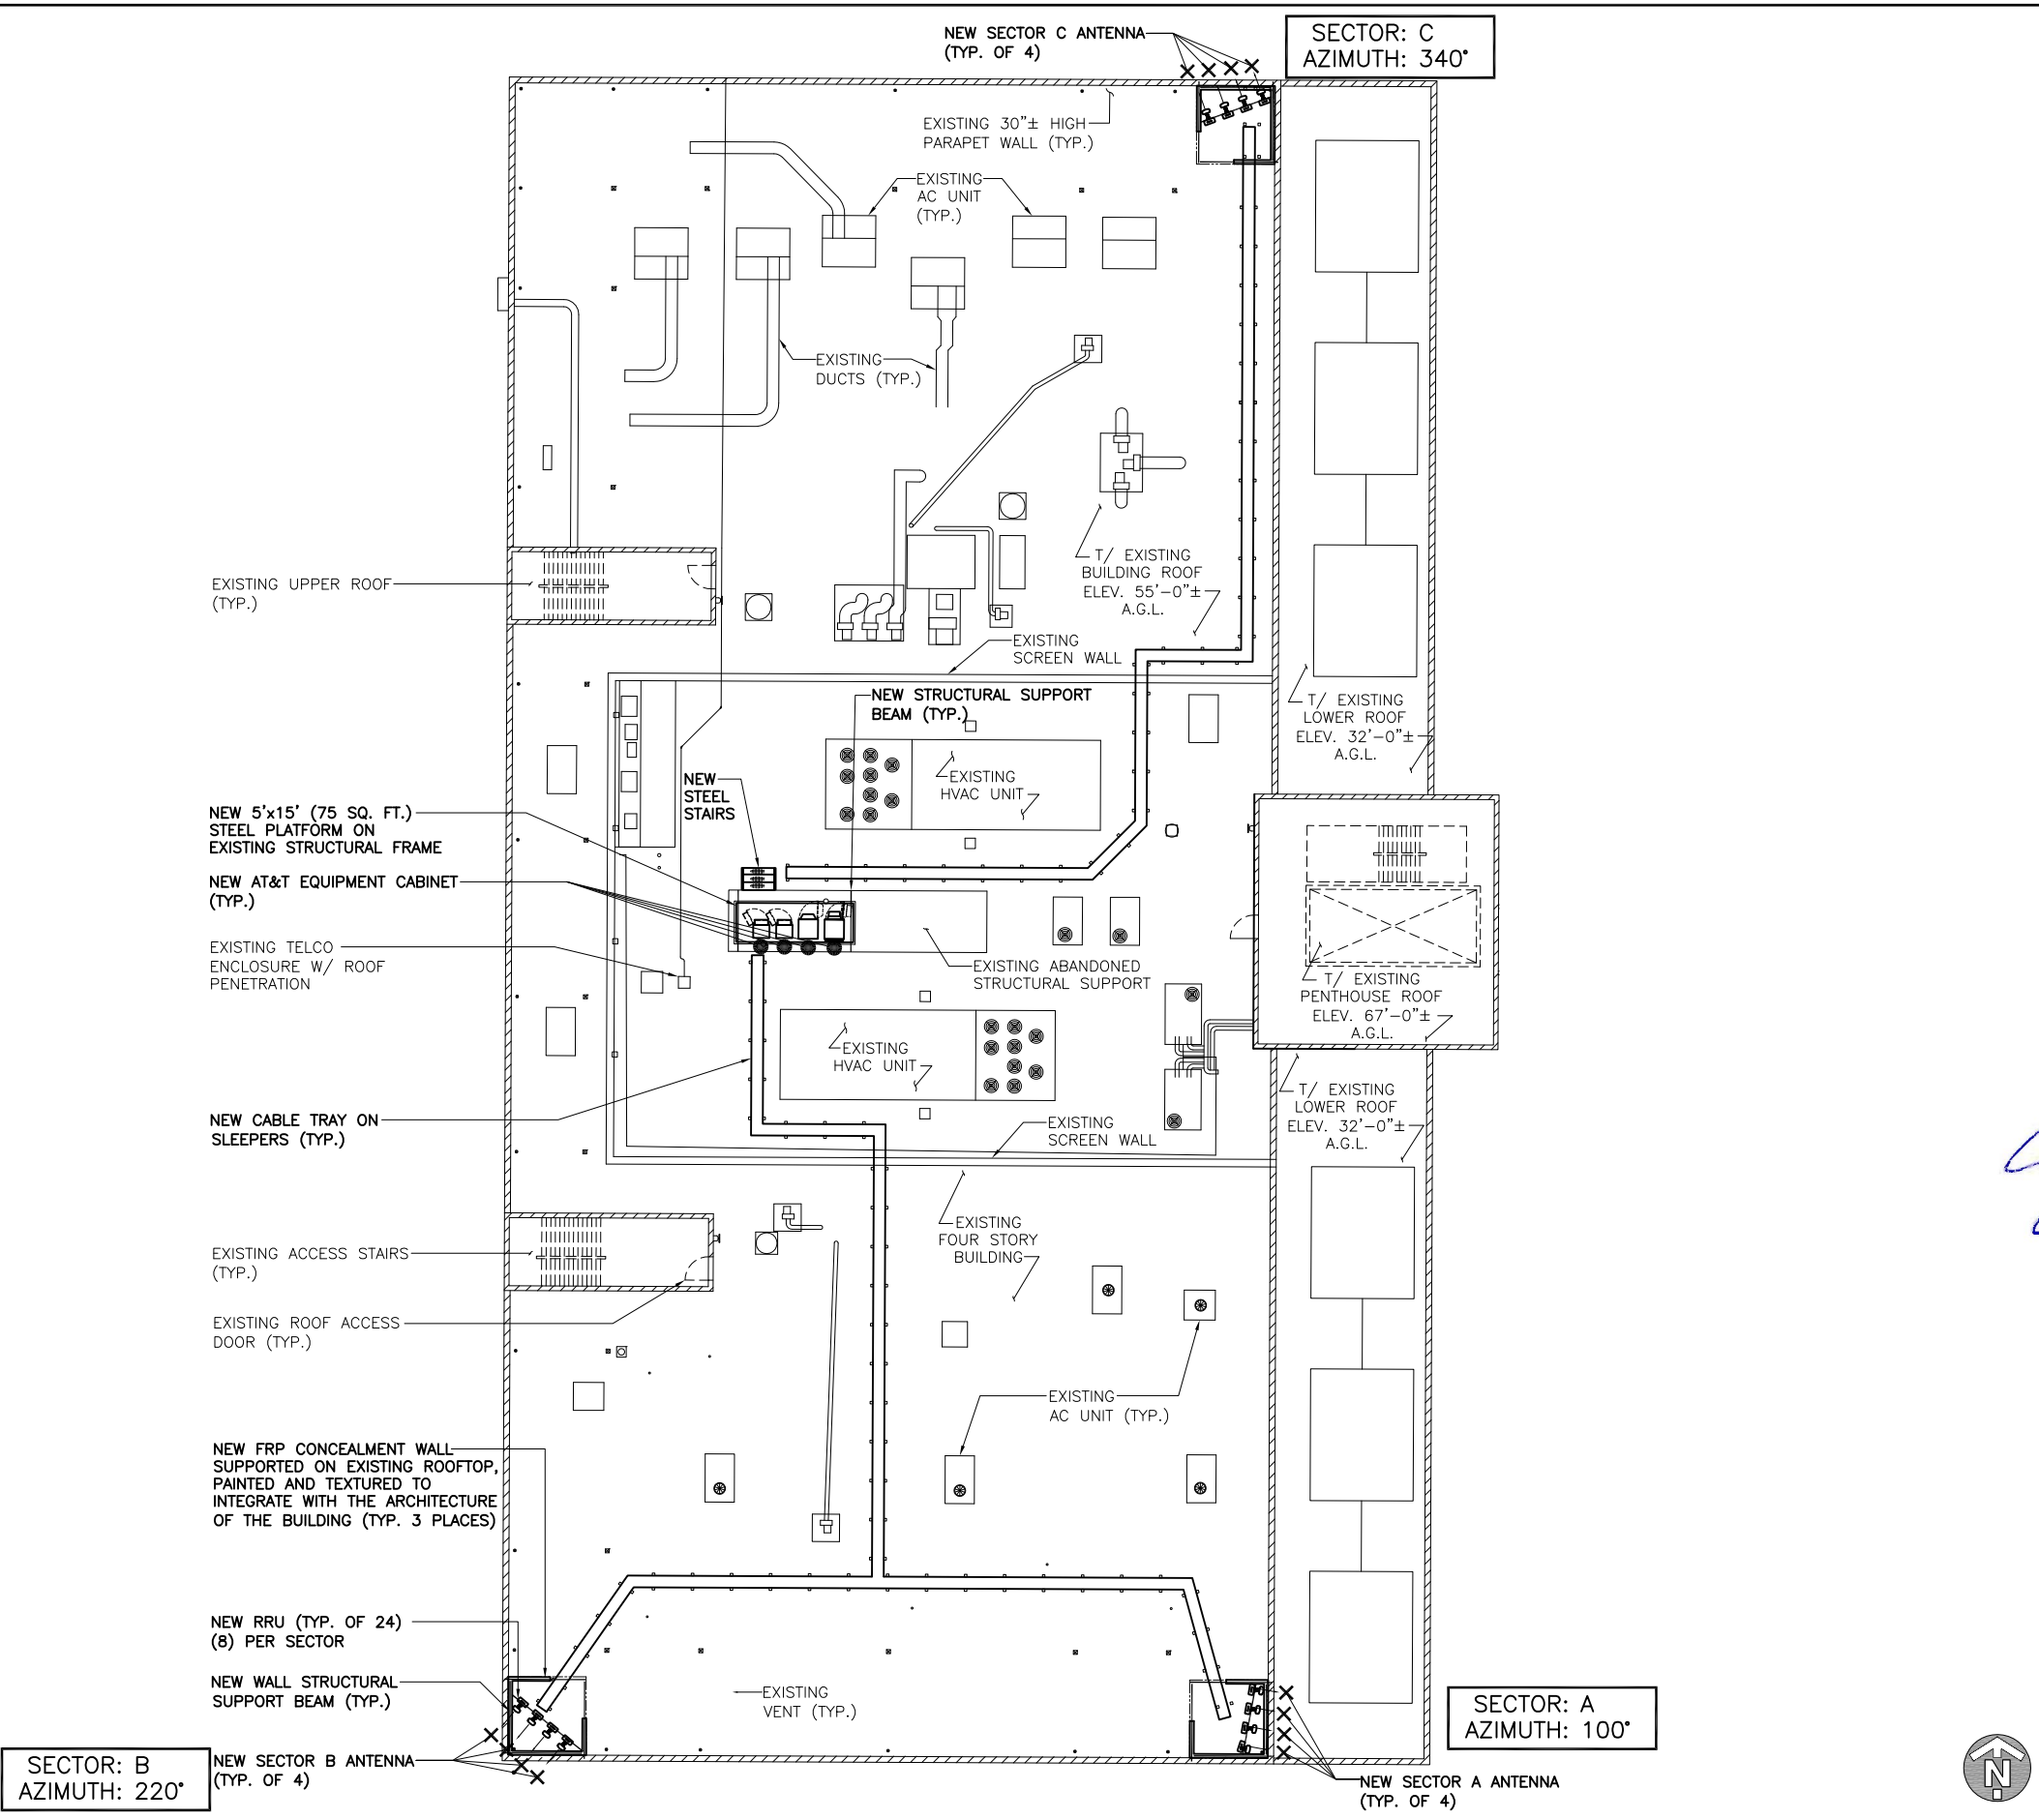 NEW SECTOR C ANTENNA
(TYP. OF 4)
SECTOR: C
AZIMUTH: 340°
EXISTING 30"± HIGH
PARAPET WALL (TYP.)
EXISTING
AC UNIT
(TYP.)
EXISTING
DUCTS (TYP.)
EXISTING UPPER ROOF
(TYP.)
T/ EXISTING
BUILDING ROOF
ELEV. 55'-0"±
A.G.L.
EXISTING
SCREEN WALL
NEW STRUCTURAL SUPPORT
BEAM (TYP.)
T/ EXISTING
LOWER ROOF
ELEV. 32'-0"±
A.G.L.
NEW
STEEL
STAIRS
EXISTING
HVAC UNIT
NEW 5'x15' (75 SQ. FT.)
STEEL PLATFORM ON
EXISTING STRUCTURAL FRAME
NEW AT&T EQUIPMENT CABINET
(TYP.)
EXISTING TELCO
ENCLOSURE W/ ROOF
PENETRATION
EXISTING ABANDONED
STRUCTURAL SUPPORT
T/ EXISTING
PENTHOUSE ROOF
ELEV. 67'-0"±
A.G.L.
EXISTING
HVAC UNIT
NEW CABLE TRAY ON
SLEEPERS (TYP.)
EXISTING
SCREEN WALL
T/ EXISTING
LOWER ROOF
ELEV. 32'-0"±
A.G.L.
EXISTING
FOUR STORY
BUILDING
EXISTING ACCESS STAIRS
(TYP.)
EXISTING ROOF ACCESS
DOOR (TYP.)
EXISTING
AC UNIT (TYP.)
NEW FRP CONCEALMENT WALL
SUPPORTED ON EXISTING ROOFTOP,
PAINTED AND TEXTURED TO
INTEGRATE WITH THE ARCHITECTURE
OF THE BUILDING (TYP. 3 PLACES)
NEW RRU (TYP. OF 24)
(8) PER SECTOR
NEW WALL STRUCTURAL
SUPPORT BEAM (TYP.)
EXISTING
VENT (TYP.)
SECTOR: A
AZIMUTH: 100°
SECTOR: B
AZIMUTH: 220°
NEW SECTOR B ANTENNA
(TYP. OF 4)
NEW SECTOR A ANTENNA
(TYP. OF 4)
N